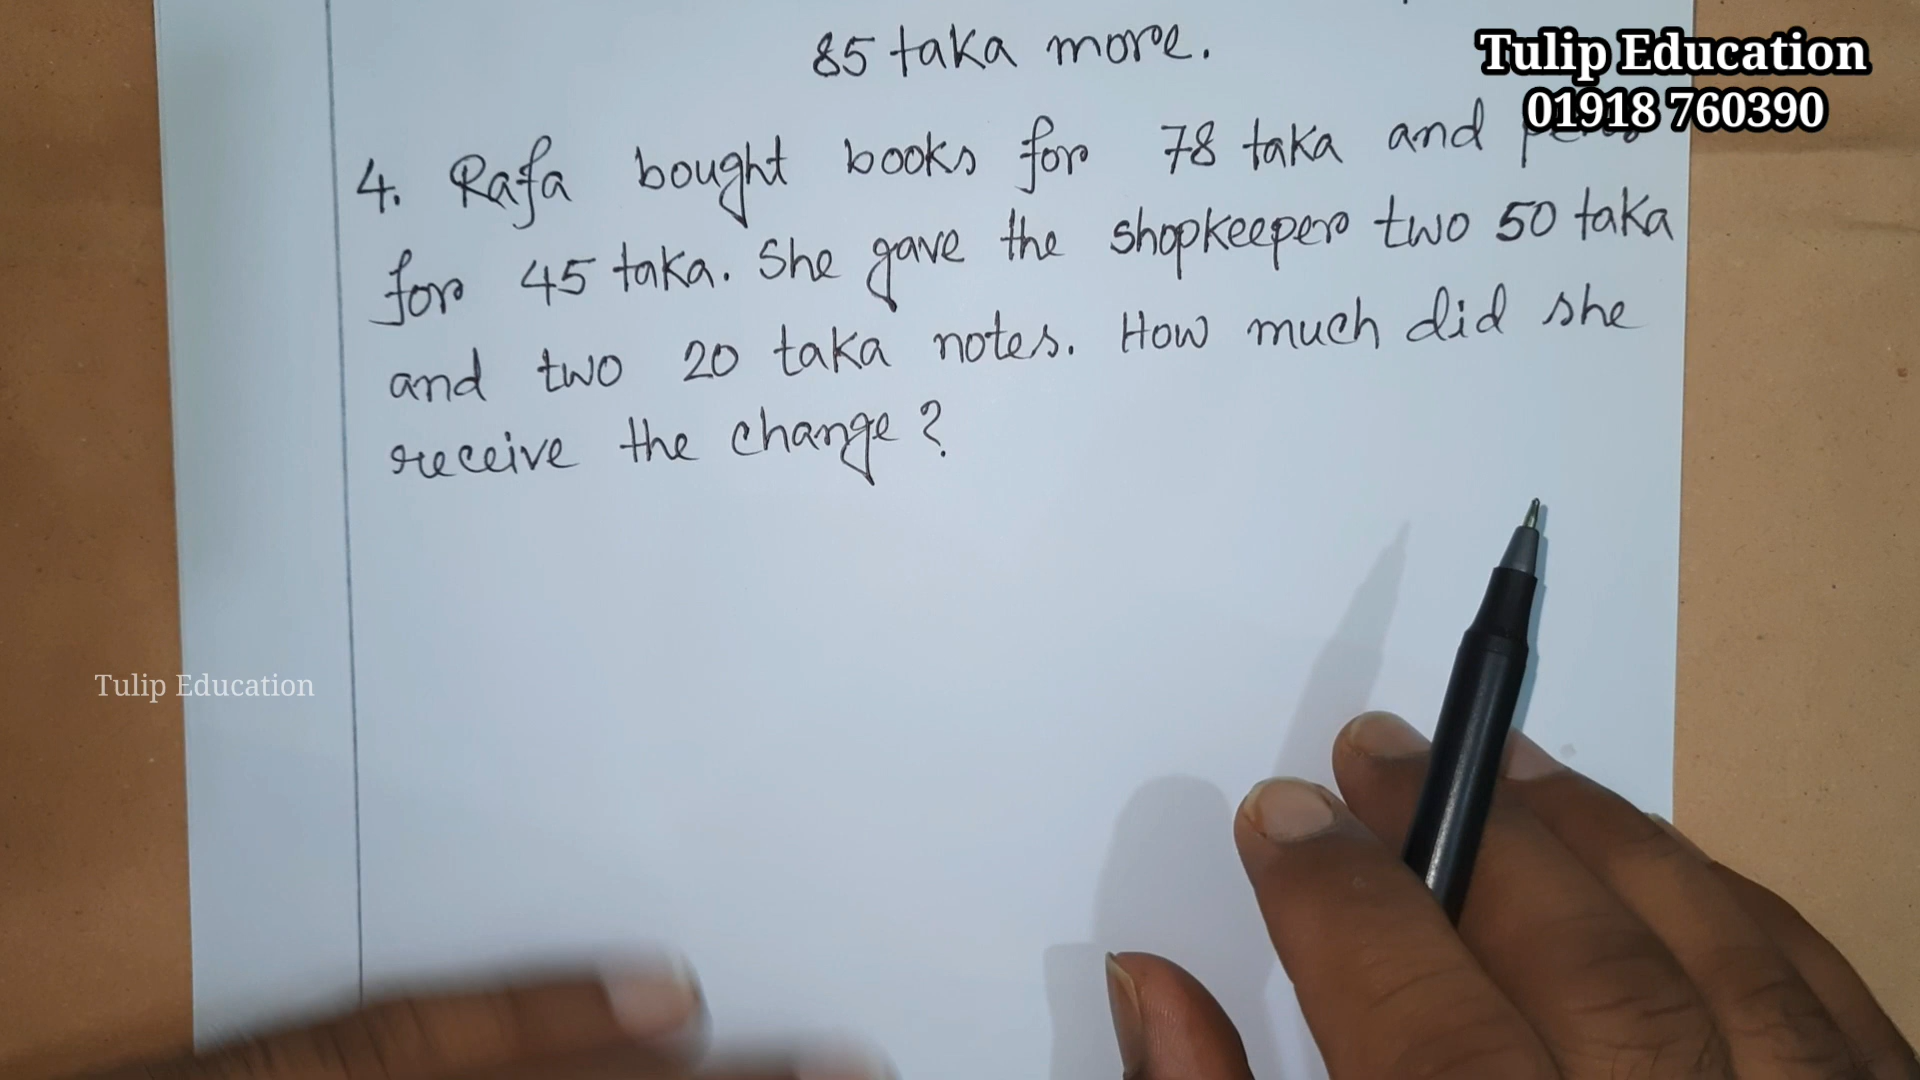 85 taka more.
Tulip Education
01918 760390
4. Rafa bought books for 78 taka and
for 45 taka. She gave the shopkeeper two 50 taka
and two 20 taka notes. How much did she
receive the change?
Tulip Education